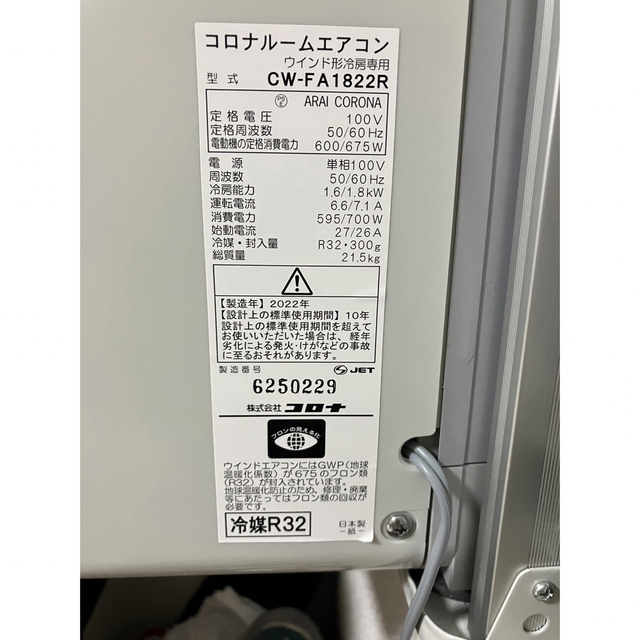 コロナルームエアコン
ウインド形冷房専用
型式 CW-FA1822R
ARAI CORONA
定格電圧 100V
定格周波数 50/60Hz
電動機の定格消費電力 600/675W
電源 単相100V
周波数 50/60Hz
冷房能力 1.6/1.8kW
運転電流 6.6/7.1A
消費電力 595/700W
始動電流 27/26A
冷媒・封入量 R32・300g
総質量 21.5kg
【製造年】2022年
【設計上の標準使用期間】10年
設計上の標準使用期間を超えて
お使いいただいた場合は、経年
劣化による発火・けがなどの事故
に至るおそれがあります。
製造番号 JET
6250229
株式会社 コロナ
フロンの見える化
ウインドエアコンにはGWP(地球
温暖化係数)が675のフロン類
(R32)が封入されています。
地球温暖化防止のため、修理・廃棄
等にあたってはフロン類の回収が
必要です。
冷媒R32 日本製
-紙-